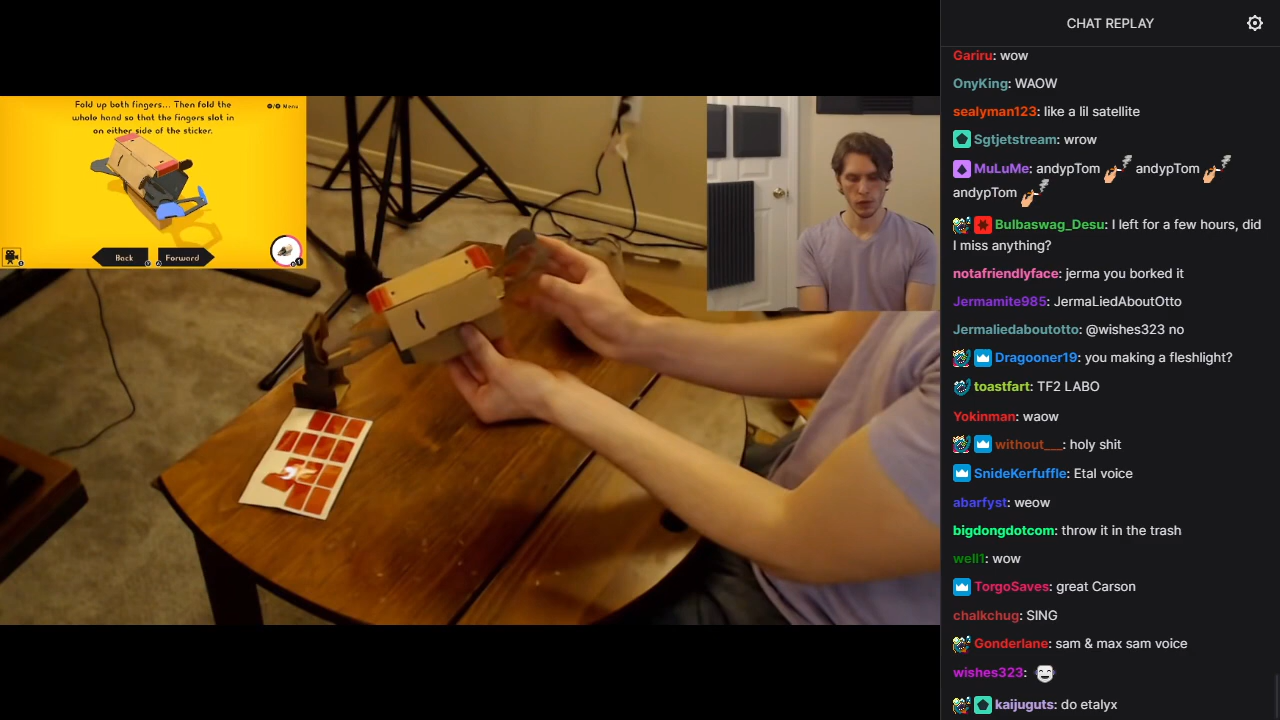 Fold up both fingers... Then fold the
whole hand so that the fingers slot in
on either side of the sticker.
Menu
Back
Forward
CHAT REPLAY
Gariru: wow
OnyKing: WAOW
sealyman123: like a lil satellite
Sgtjetstream: wrow
MuLuMe: andypTom andypTom
andypTom
Bulbaswag_Desu: I left for a few hours, did
I miss anything?
notafriendlyface: jerma you borked it
Jermamite985: JermaLiedAboutOtto
Jermaliedaboutotto: @wishes323 no
Dragooner19: you making a fleshlight?
toastfart: TF2 LABO
Yokinman: waow
without___: holy shit
SnideKerfuffle: Etal voice
abarfyst: weow
bigdongdotcom: throw it in the trash
well1: wow
TorgoSaves: great Carson
chalkchug: SING
Gonderlane: sam & max sam voice
wishes323:
kaijuguts: do etalyx